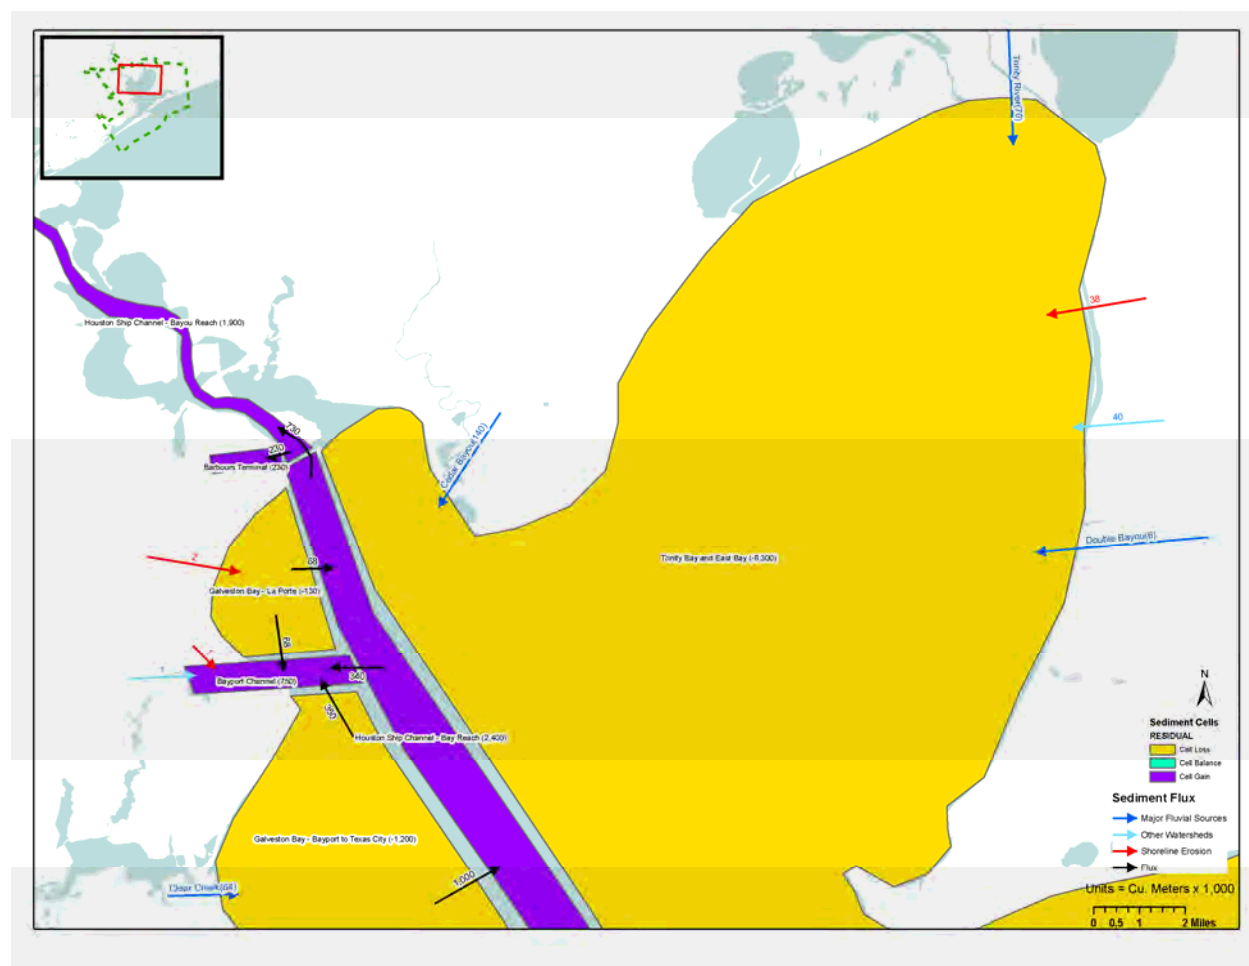 Trinity River(70)
38
Houston Ship Channel - Bayou Reach (1,900)
40
730
Cedar Bayou(140)
230
Barbours Terminal (230)
Double Bayou(6)
2
68
Trinity Bay and East Bay (-6,300)
Galveston Bay - La Porte (-130)
68
1
340
Bayport Channel (750)
N
360
Houston Ship Channel - Bay Reach (2,400)
Sediment Cells
RESIDUAL
Cell Loss
Cell Balance
Cell Gain
Sediment Flux
Major Fluvial Sources
Other Watersheds
Shoreline Erosion
Flux
Galveston Bay - Bayport to Texas City (-1,200)
1,000
Clear Creek(64)
Units = Cu. Meters x 1,000
0 0.5 1 2 Miles